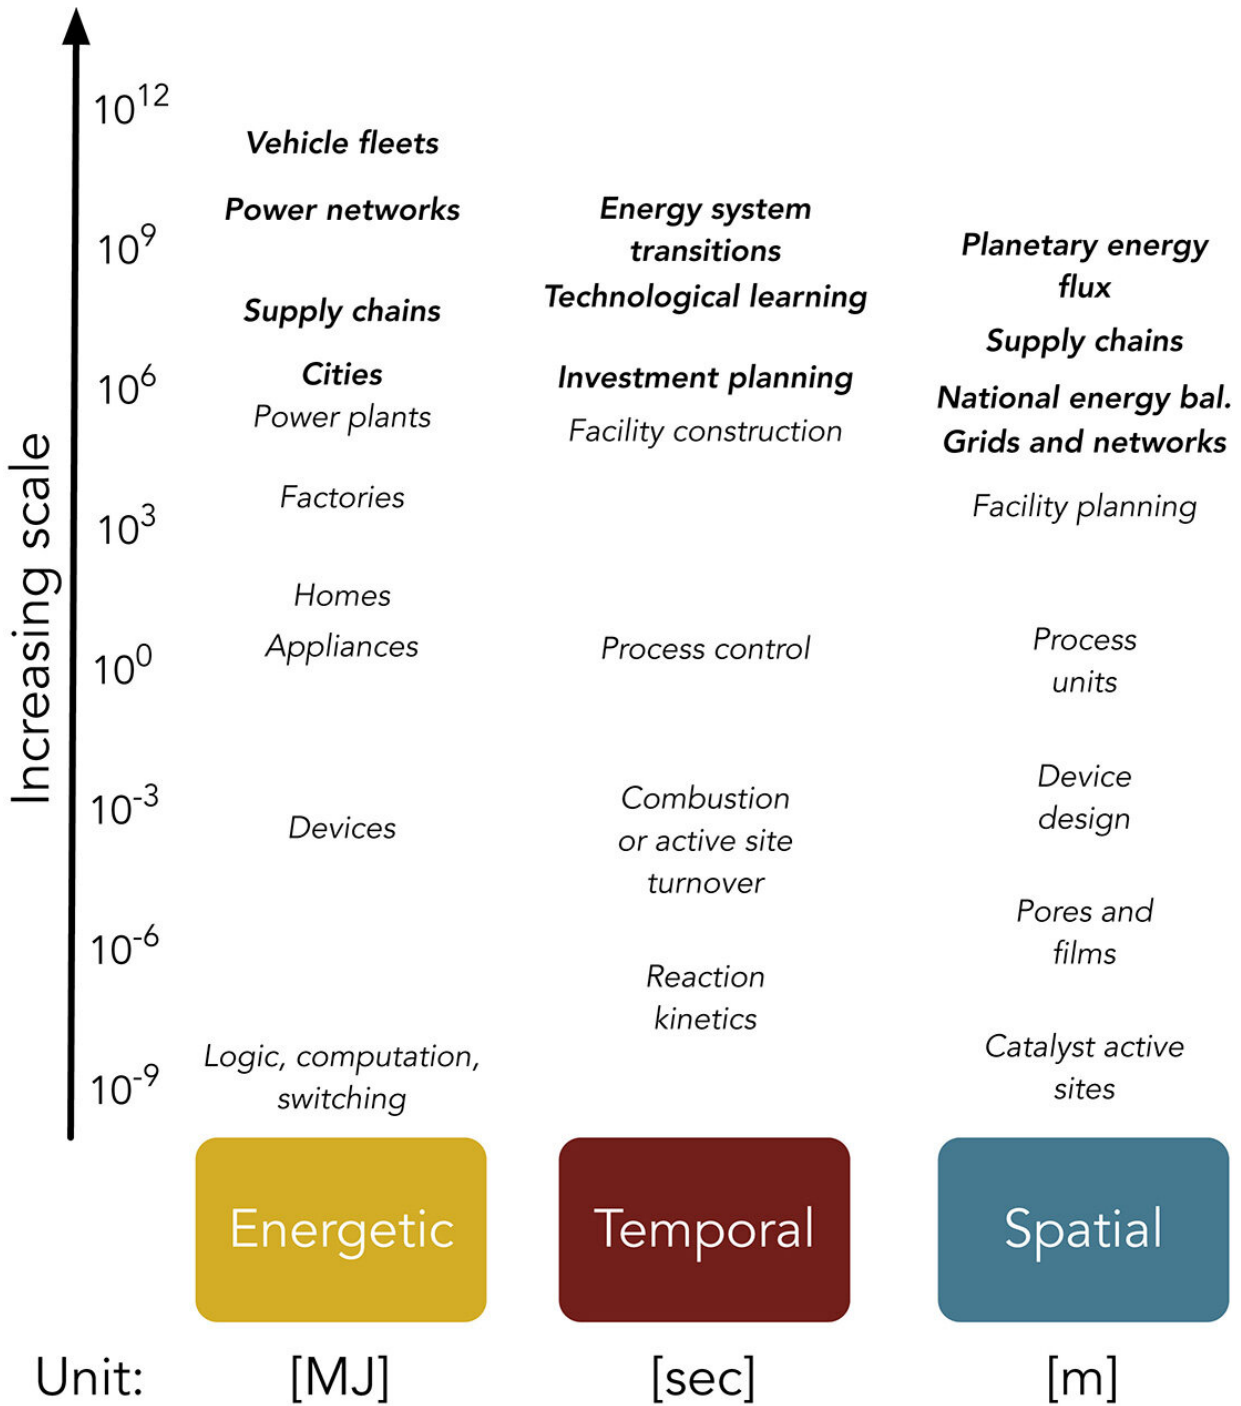 Increasing scale
10^12
10^9
10^6
10^3
10^0
10^-3
10^-6
10^-9
Vehicle fleets
Power networks
Supply chains
Cities
Power plants
Factories
Homes
Appliances
Devices
Logic, computation,
switching
Energetic
Energy system
transitions
Technological learning
Investment planning
Facility construction
Process control
Combustion
or active site
turnover
Reaction
kinetics
Temporal
Planetary energy
flux
Supply chains
National energy bal.
Grids and networks
Facility planning
Process
units
Device
design
Pores and
films
Catalyst active
sites
Spatial
Unit:
[MJ]
[sec]
[m]